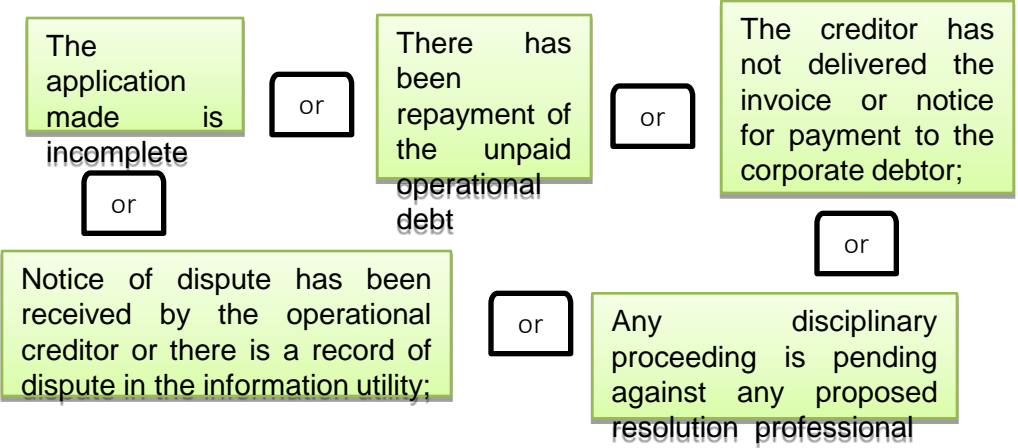 The
application
made is
incomplete
or
There has
been
repayment of
the unpaid
operational
debt
or
The creditor has
not delivered the
invoice or notice
for payment to the
corporate debtor;
or
or
Notice of dispute has been
received by the operational
creditor or there is a record of
dispute in the information utility;
or
Any disciplinary
proceeding is pending
against any proposed
resolution professional